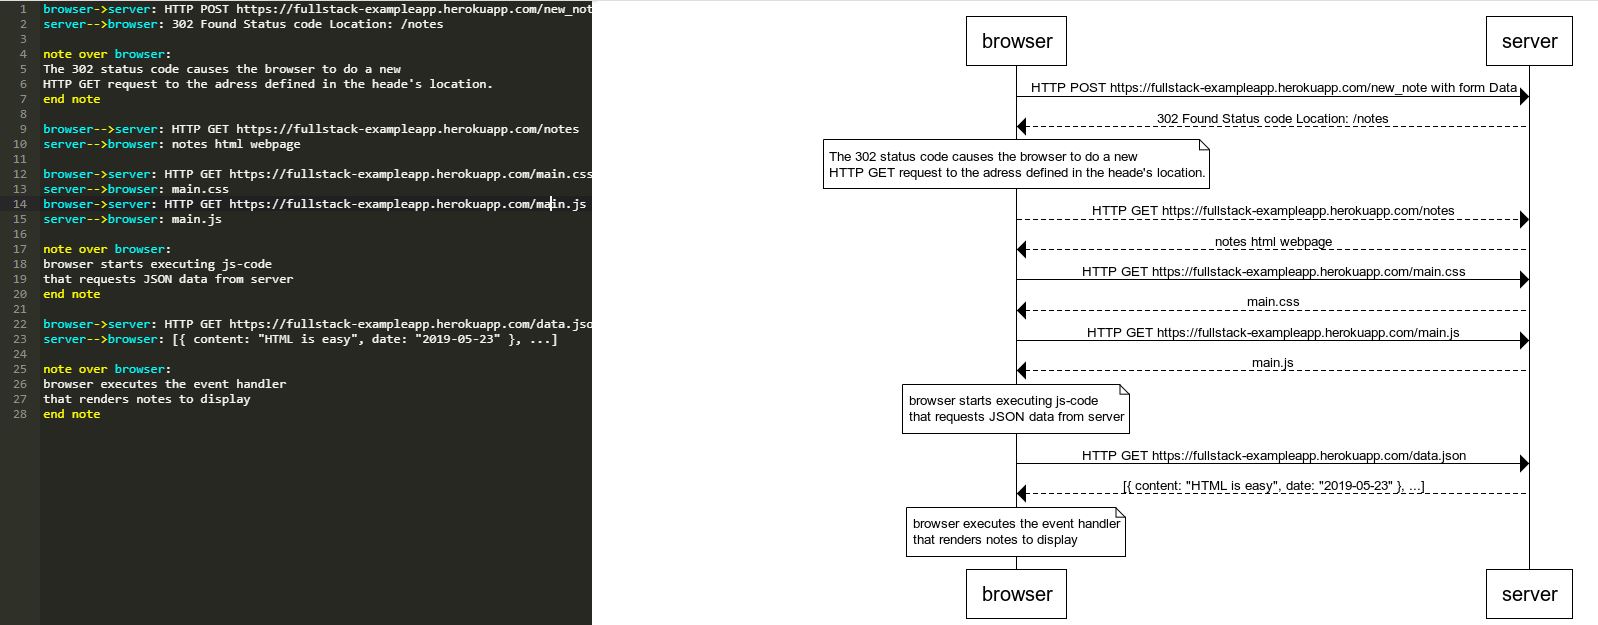 1 browser->server: HTTP POST https://fullstack-exampleapp.herokuapp.com/new_not
2 server-->browser: 302 Found Status code Location: /notes
3
4 note over browser:
5 The 302 status code causes the browser to do a new
6 HTTP GET request to the adress defined in the heade's location.
7 end note
8
9 browser-->server: HTTP GET https://fullstack-exampleapp.herokuapp.com/notes
10 server-->browser: notes html webpage
11
12 browser->server: HTTP GET https://fullstack-exampleapp.herokuapp.com/main.css
13 server-->browser: main.css
14 browser->server: HTTP GET https://fullstack-exampleapp.herokuapp.com/main.js
15 server-->browser: main.js
16
17 note over browser:
18 browser starts executing js-code
19 that requests JSON data from server
20 end note
21
22 browser->server: HTTP GET https://fullstack-exampleapp.herokuapp.com/data.jso
23 server-->browser: [{ content: "HTML is easy", date: "2019-05-23" }, ...]
24
25 note over browser:
26 browser executes the event handler
27 that renders notes to display
28 end note
browser
server
HTTP POST https://fullstack-exampleapp.herokuapp.com/new_note with form Data
302 Found Status code Location: /notes
The 302 status code causes the browser to do a new
HTTP GET request to the adress defined in the heade's location.
HTTP GET https://fullstack-exampleapp.herokuapp.com/notes
notes html webpage
HTTP GET https://fullstack-exampleapp.herokuapp.com/main.css
main.css
HTTP GET https://fullstack-exampleapp.herokuapp.com/main.js
main.js
browser starts executing js-code
that requests JSON data from server
HTTP GET https://fullstack-exampleapp.herokuapp.com/data.json
[{ content: "HTML is easy", date: "2019-05-23" }, ...]
browser executes the event handler
that renders notes to display
browser
server